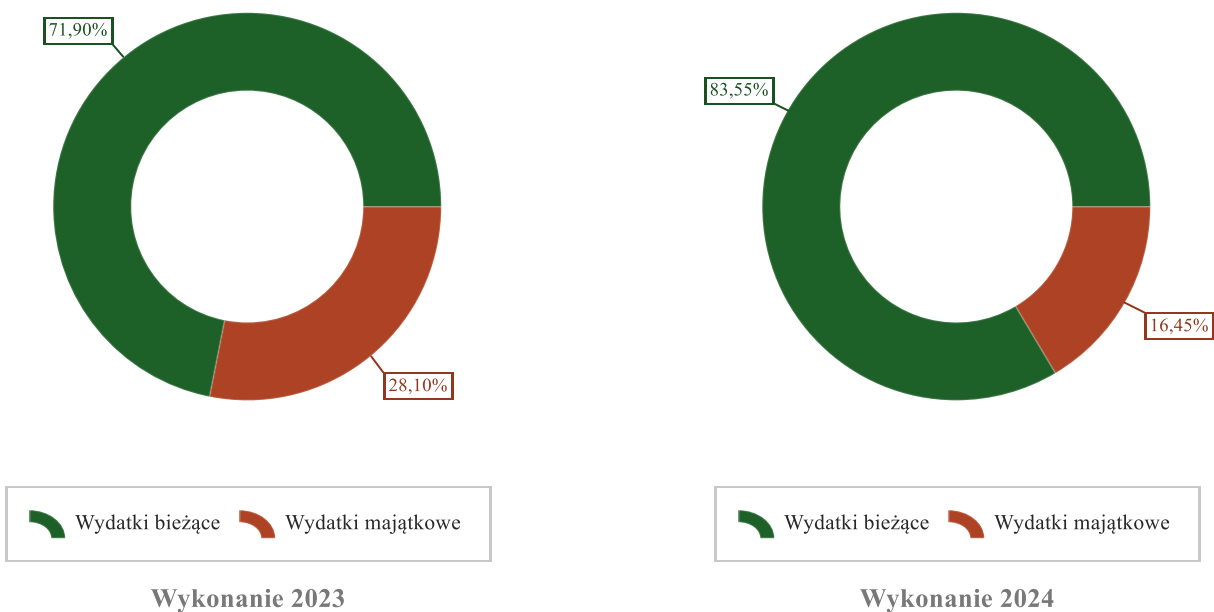 71,90%
28,10%
Wydatki bieżące
Wydatki majątkowe
Wykonanie 2023
83,55%
16,45%
Wydatki bieżące
Wydatki majątkowe
Wykonanie 2024